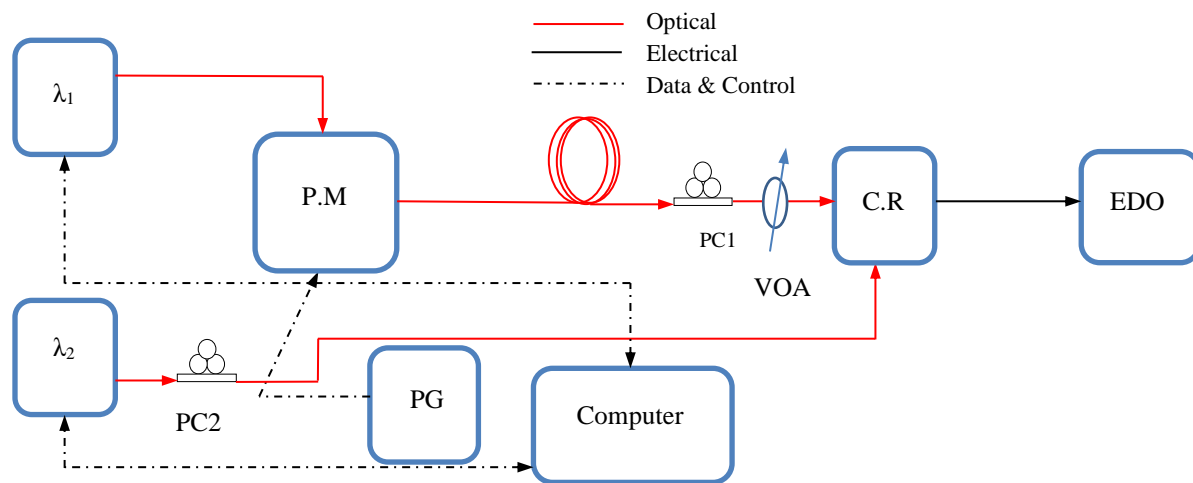 Optical
Electrical
Data & Control
λ1
P.M
PC1
VOA
C.R
EDO
λ2
PC2
PG
Computer